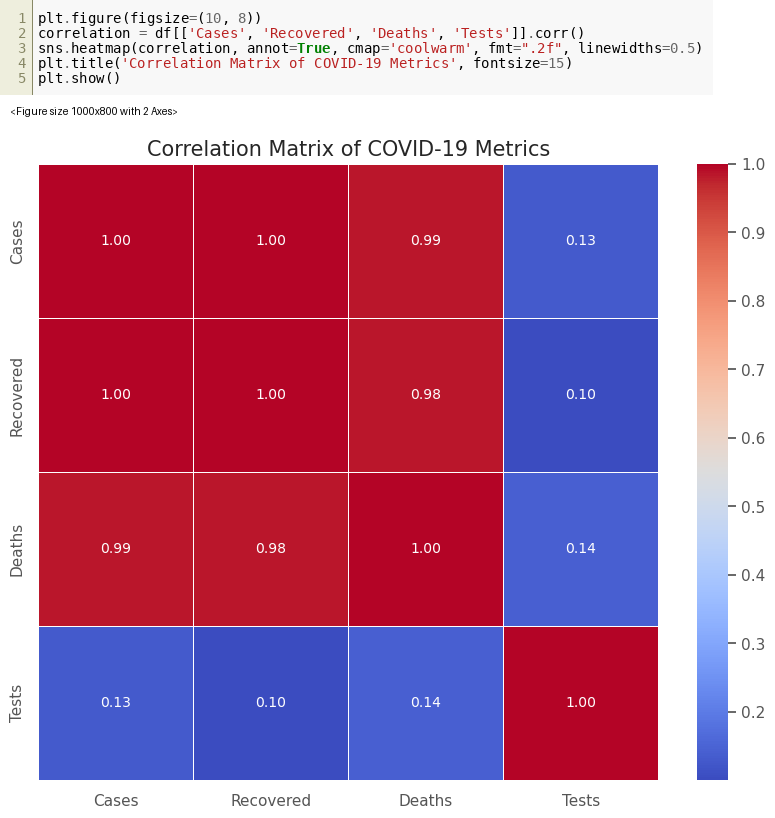 1 plt.figure(figsize=(10, 8))
2 correlation = df[['Cases', 'Recovered', 'Deaths', 'Tests']].corr()
3 sns.heatmap(correlation, annot=True, cmap='coolwarm', fmt=".2f", linewidths=0.5)
4 plt.title('Correlation Matrix of COVID-19 Metrics', fontsize=15)
5 plt.show()
<Figure size 1000x800 with 2 Axes>
Correlation Matrix of COVID-19 Metrics
Cases 1.00 1.00 0.99 0.13
Recovered 1.00 1.00 0.98 0.10
Deaths 0.99 0.98 1.00 0.14
Tests 0.13 0.10 0.14 1.00
Cases Recovered Deaths Tests
1.0
0.9
0.8
0.7
0.6
0.5
0.4
0.3
0.2